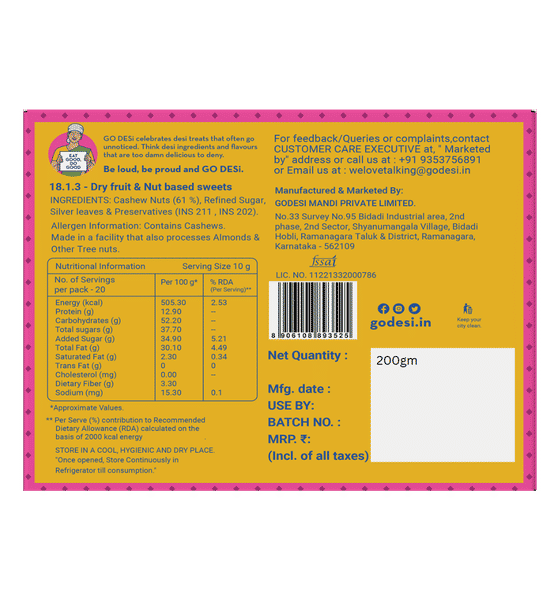 GO DESi celebrates desi treats that often go
unnoticed. Think desi ingredients and flavours
that are too damn delicious to deny.
Be loud, be proud and GO DESi.
EAT
GOOD,
DO
GOOD
18.1.3 - Dry fruit & Nut based sweets
INGREDIENTS: Cashew Nuts (61 %), Refined Sugar,
Silver leaves & Preservatives (INS 211 , INS 202).
Allergen Information: Contains Cashews.
Made in a facility that also processes Almonds &
Other Tree nuts.
Nutritional Information Serving Size 10 g
No. of Servings
per pack - 20
Per 100 g* % RDA
(Per Serving)**
Energy (kcal) 505.30 2.53
Protein (g) 12.90 --
Carbohydrates (g) 52.20 --
Total sugars (g) 37.70 --
Added Sugar (g) 34.90 5.21
Total Fat (g) 30.10 4.49
Saturated Fat (g) 2.30 0.34
Trans Fat (g) 0 0
Cholesterol (mg) 0.00 --
Dietary Fiber (g) 3.30
Sodium (mg) 15.30 0.1
*Approximate Values.
** Per Serve (%) contribution to Recommended
Dietary Allowance (RDA) calculated on the
basis of 2000 kcal energy
STORE IN A COOL, HYGIENIC AND DRY PLACE.
"Once opened, Store Continuously in
Refrigerator till consumption."
For feedback/Queries or complaints,contact
CUSTOMER CARE EXECUTIVE at, " Marketed
by" address or call us at : +91 9353756891
or Email us at : welovetalking@godesi.in
Manufactured & Marketed By:
GODESI MANDI PRIVATE LIMITED.
No.33 Survey No.95 Bidadi Industrial area, 2nd
phase, 2nd Sector, Shyanumangala Village, Bidadi
Hobli, Ramanagara Taluk & District, Ramanagara,
Karnataka - 562109
fssai
LIC. NO. 11221332000786
8 906108 893525
godesi.in
Keep your
city clean.
Net Quantity :
200gm
Mfg. date :
USE BY:
BATCH NO. :
MRP. ₹:
(Incl. of all taxes)